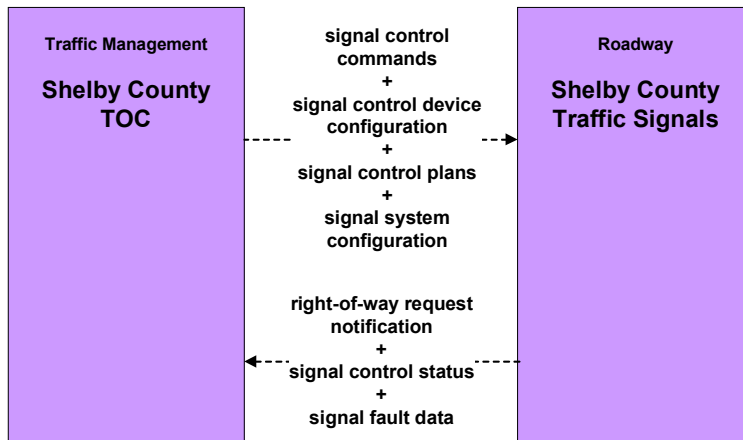 Traffic Management
Shelby County
TOC
signal control
commands
+
signal control device
configuration
+
signal control plans
+
signal system
configuration
right-of-way request
notification
+
signal control status
+
signal fault data
Roadway
Shelby County
Traffic Signals